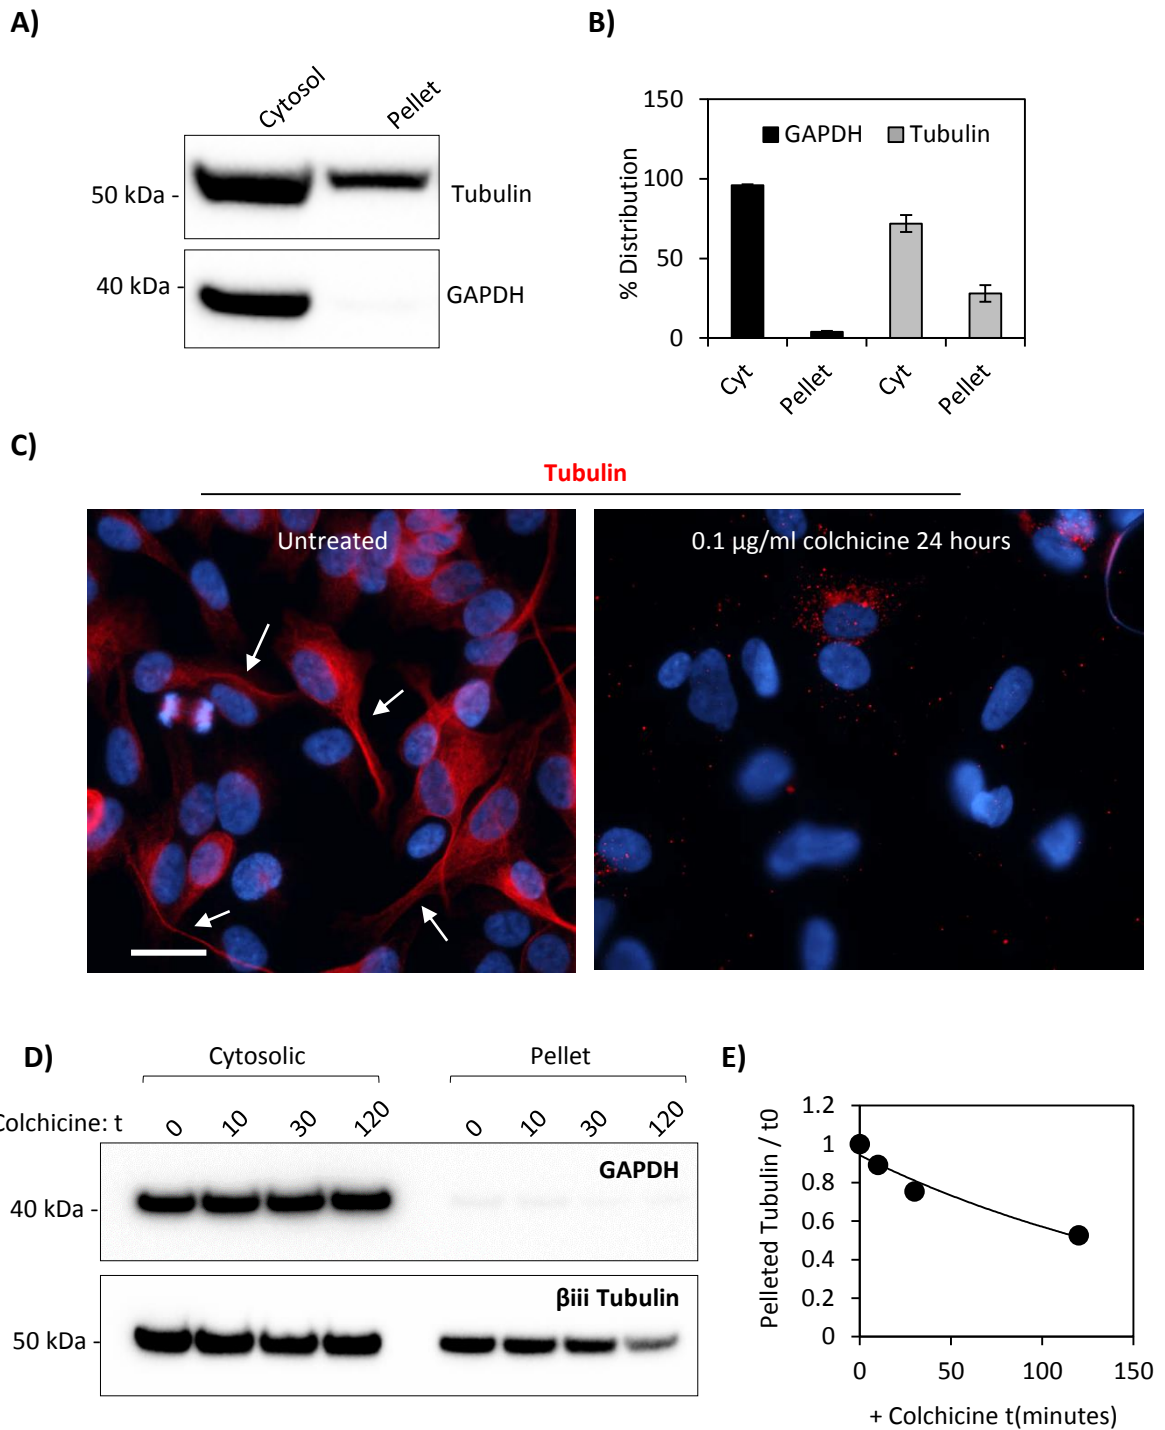 A)
Cytosol
Pellet
50 kDa -
Tubulin
40 kDa -
GAPDH
B)
150
100
50
0
% Distribution
GAPDH
Tubulin
Cyt
Pellet
Cyt
Pellet
C)
Tubulin
Untreated
0.1 µg/ml colchicine 24 hours
D)
Cytosolic
Pellet
Colchicine: t
0
10
30
120
0
10
30
120
GAPDH
40 kDa -
βiii Tubulin
50 kDa -
E)
1.2
1
0.8
0.6
0.4
0.2
0
Pelleted Tubulin / t0
0
50
100
150
+ Colchicine t(minutes)